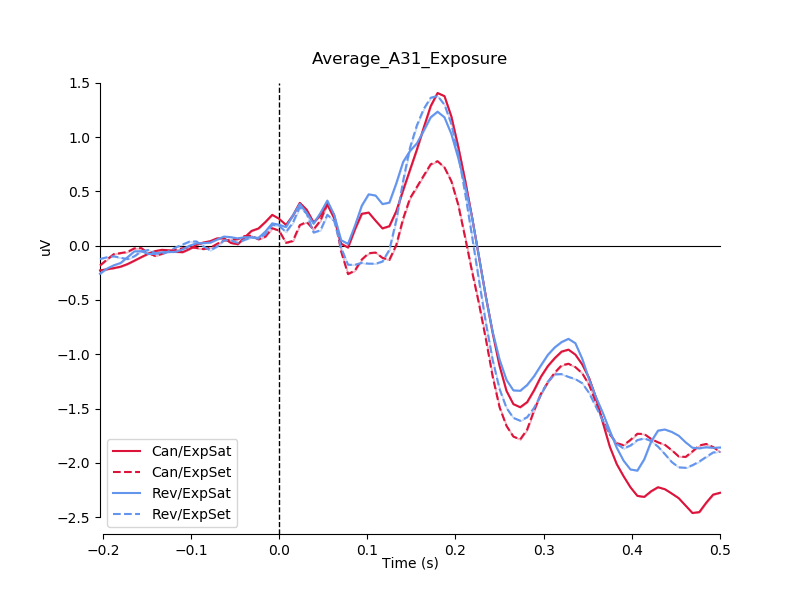 Average_A31_Exposure
1.5
1.0
0.5
0.0
−0.5
−1.0
−1.5
−2.0
−2.5
uV
Can/ExpSat
Can/ExpSet
Rev/ExpSat
Rev/ExpSet
−0.2
−0.1
0.0
0.1
0.2
0.3
0.4
0.5
Time (s)